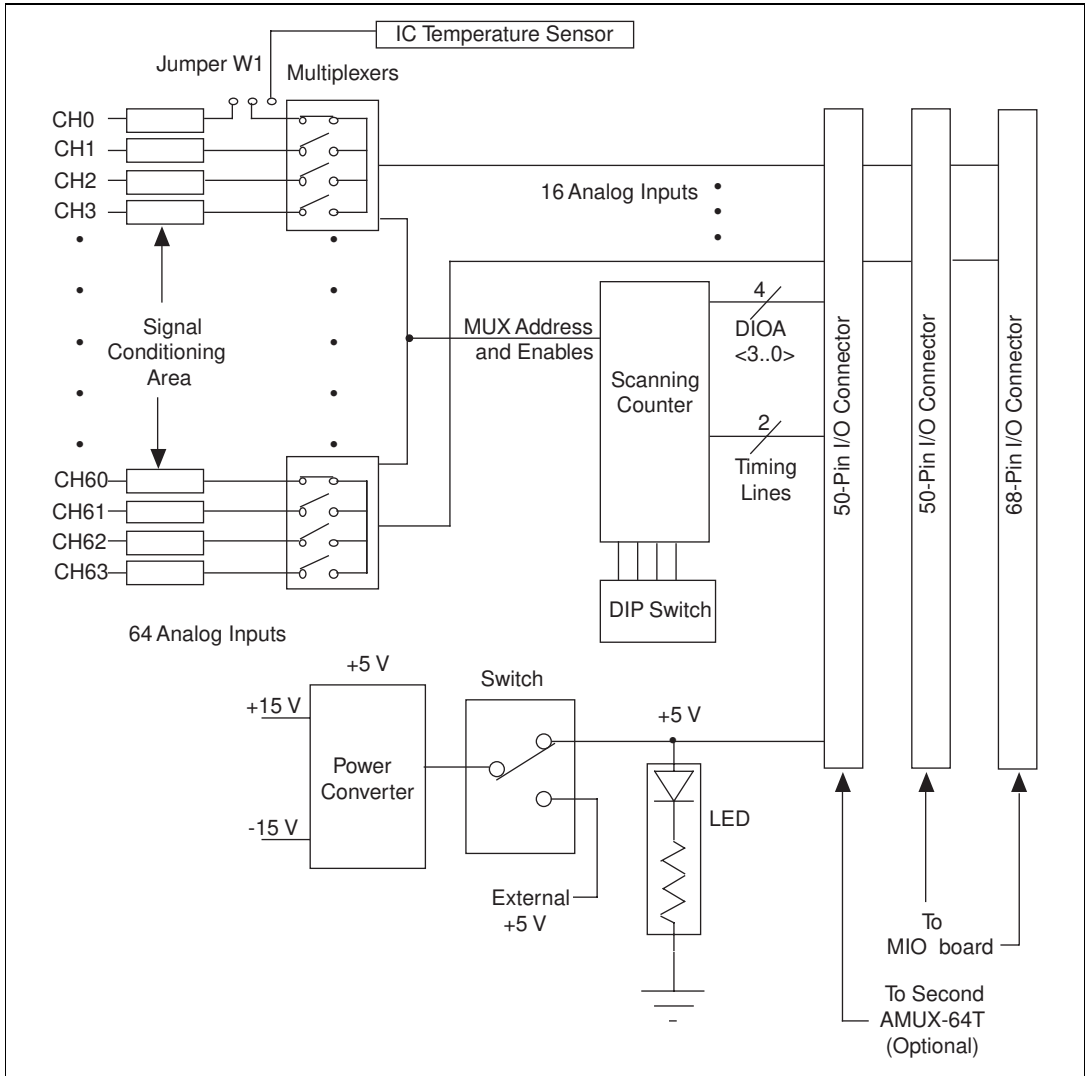 IC Temperature Sensor
Jumper W1
Multiplexers
CH0
CH1
CH2
CH3
16 Analog Inputs
Signal
Conditioning
Area
MUX Address
and Enables
Scanning
Counter
4
DIOA
<3..0>
2
Timing
Lines
50-Pin I/O Connector
50-Pin I/O Connector
68-Pin I/O Connector
CH60
CH61
CH62
CH63
DIP Switch
64 Analog Inputs
+5 V
Switch
+15 V
+5 V
Power
Converter
-15 V
LED
External
+5 V
To
MIO board
To Second
AMUX-64T
(Optional)